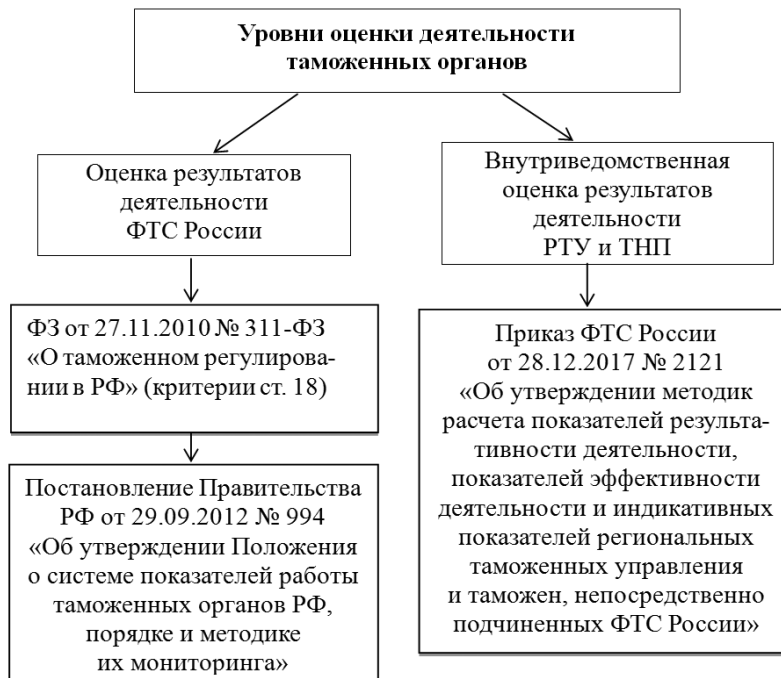 Уровни оценки деятельности
таможенных органов
Оценка результатов
деятельности
ФТС России
Внутриведомственная
оценка результатов
деятельности
РТУ и ТНП
ФЗ от 27.11.2010 № 311-ФЗ
«О таможенном регулирова-
нии в РФ» (критерии ст. 18)
Постановление Правительства
РФ от 29.09.2012 № 994
«Об утверждении Положения
о системе показателей работы
таможенных органов РФ,
порядке и методике
их мониторинга»
Приказ ФТС России
от 28.12.2017 № 2121
«Об утверждении методик
расчета показателей результа-
тивности деятельности,
показателей эффективности
деятельности и индикативных
показателей региональных
таможенных управления
и таможен, непосредственно
подчиненных ФТС России»